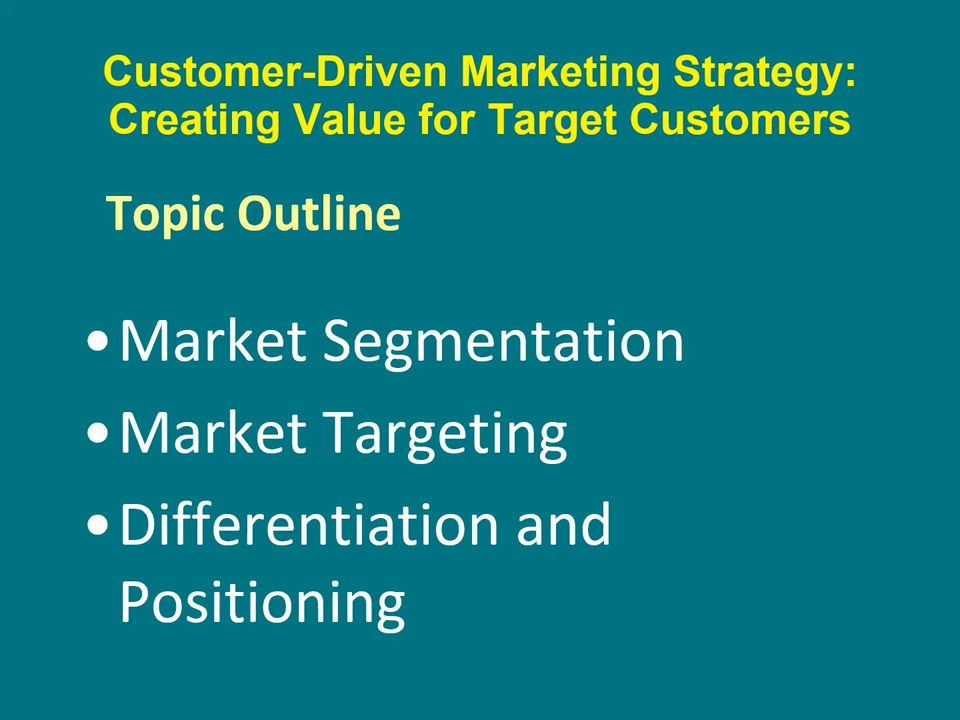 Customer-Driven Marketing Strategy:
Creating Value for Target Customers
Topic Outline
•Market Segmentation
•Market Targeting
•Differentiation and
Positioning